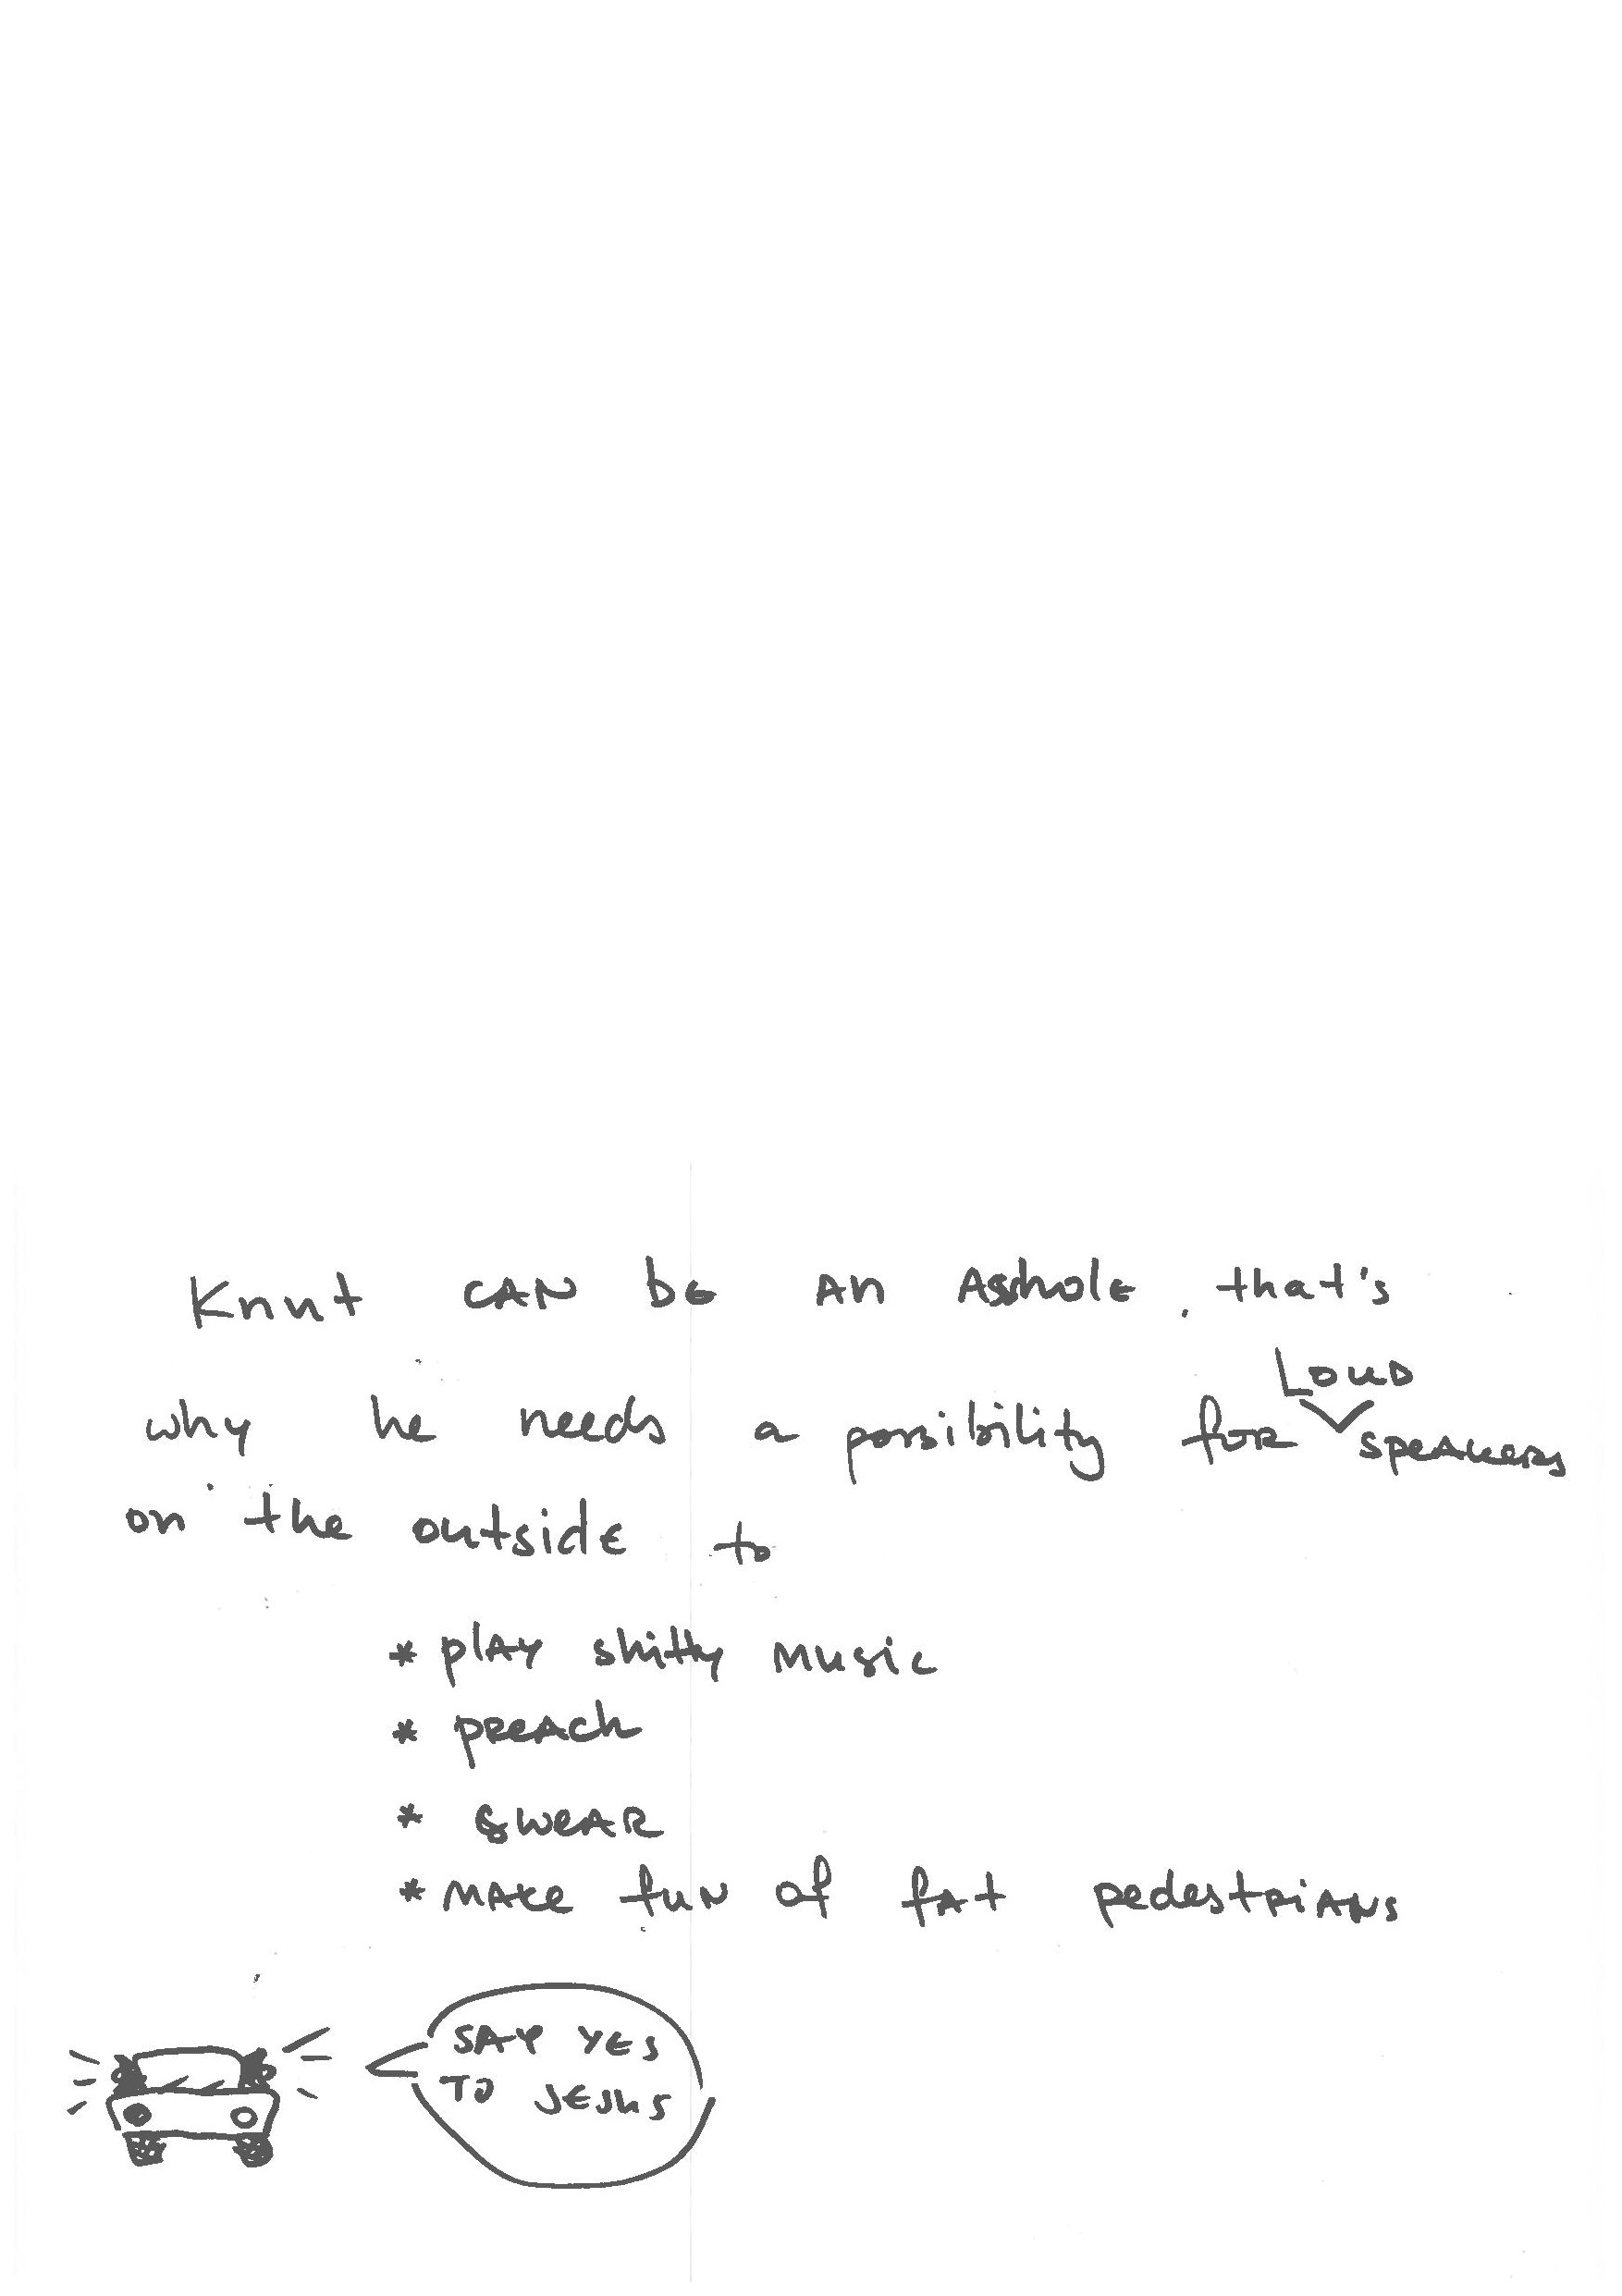 Knut CAN bE An Asshole. that's
why he needs a possibility foR LOUD speakers
on the outside to
* plAY shitty MUSIC
* PREACH
* SWEAR
* MAKE fuN of fAt pedestRiANS
SAY YES
TO JESUS